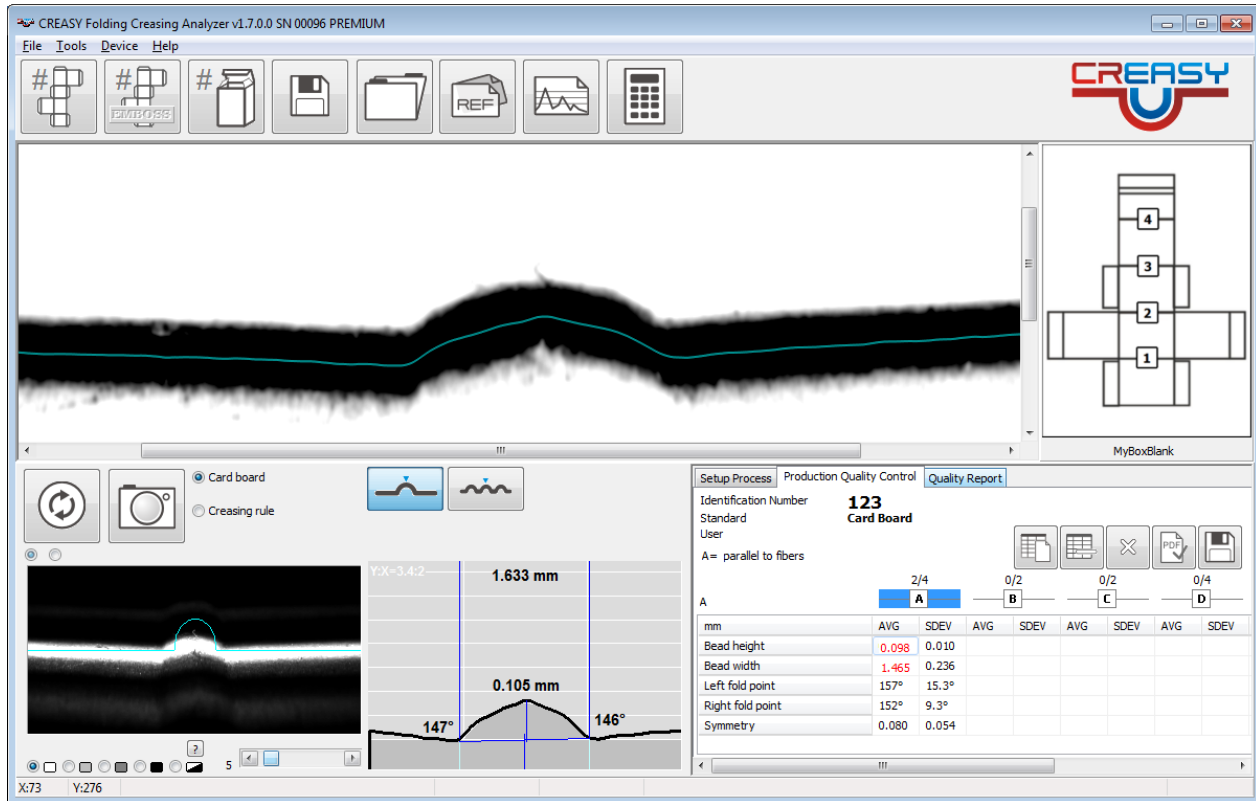 CREASY Folding Creasing Analyzer v1.7.0.0 SN 00096 PREMIUM
File Tools Device Help
# # EMBOSS # REF
CREASY
4
3
2
1
MyBoxBlank
Card board
Creasing rule
Y:X=3.4:2
1.633 mm
0.105 mm
147° 146°
?
5
Setup Process Production Quality Control Quality Report
Identification Number 123
Standard Card Board
User
A= parallel to fibers
PDF
2/4 0/2 0/2 0/4
A A B C D
mm AVG SDEV AVG SDEV AVG SDEV AVG SDEV
Bead height 0.098 0.010
Bead width 1.465 0.236
Left fold point 157° 15.3°
Right fold point 152° 9.3°
Symmetry 0.080 0.054
X:73 Y:276